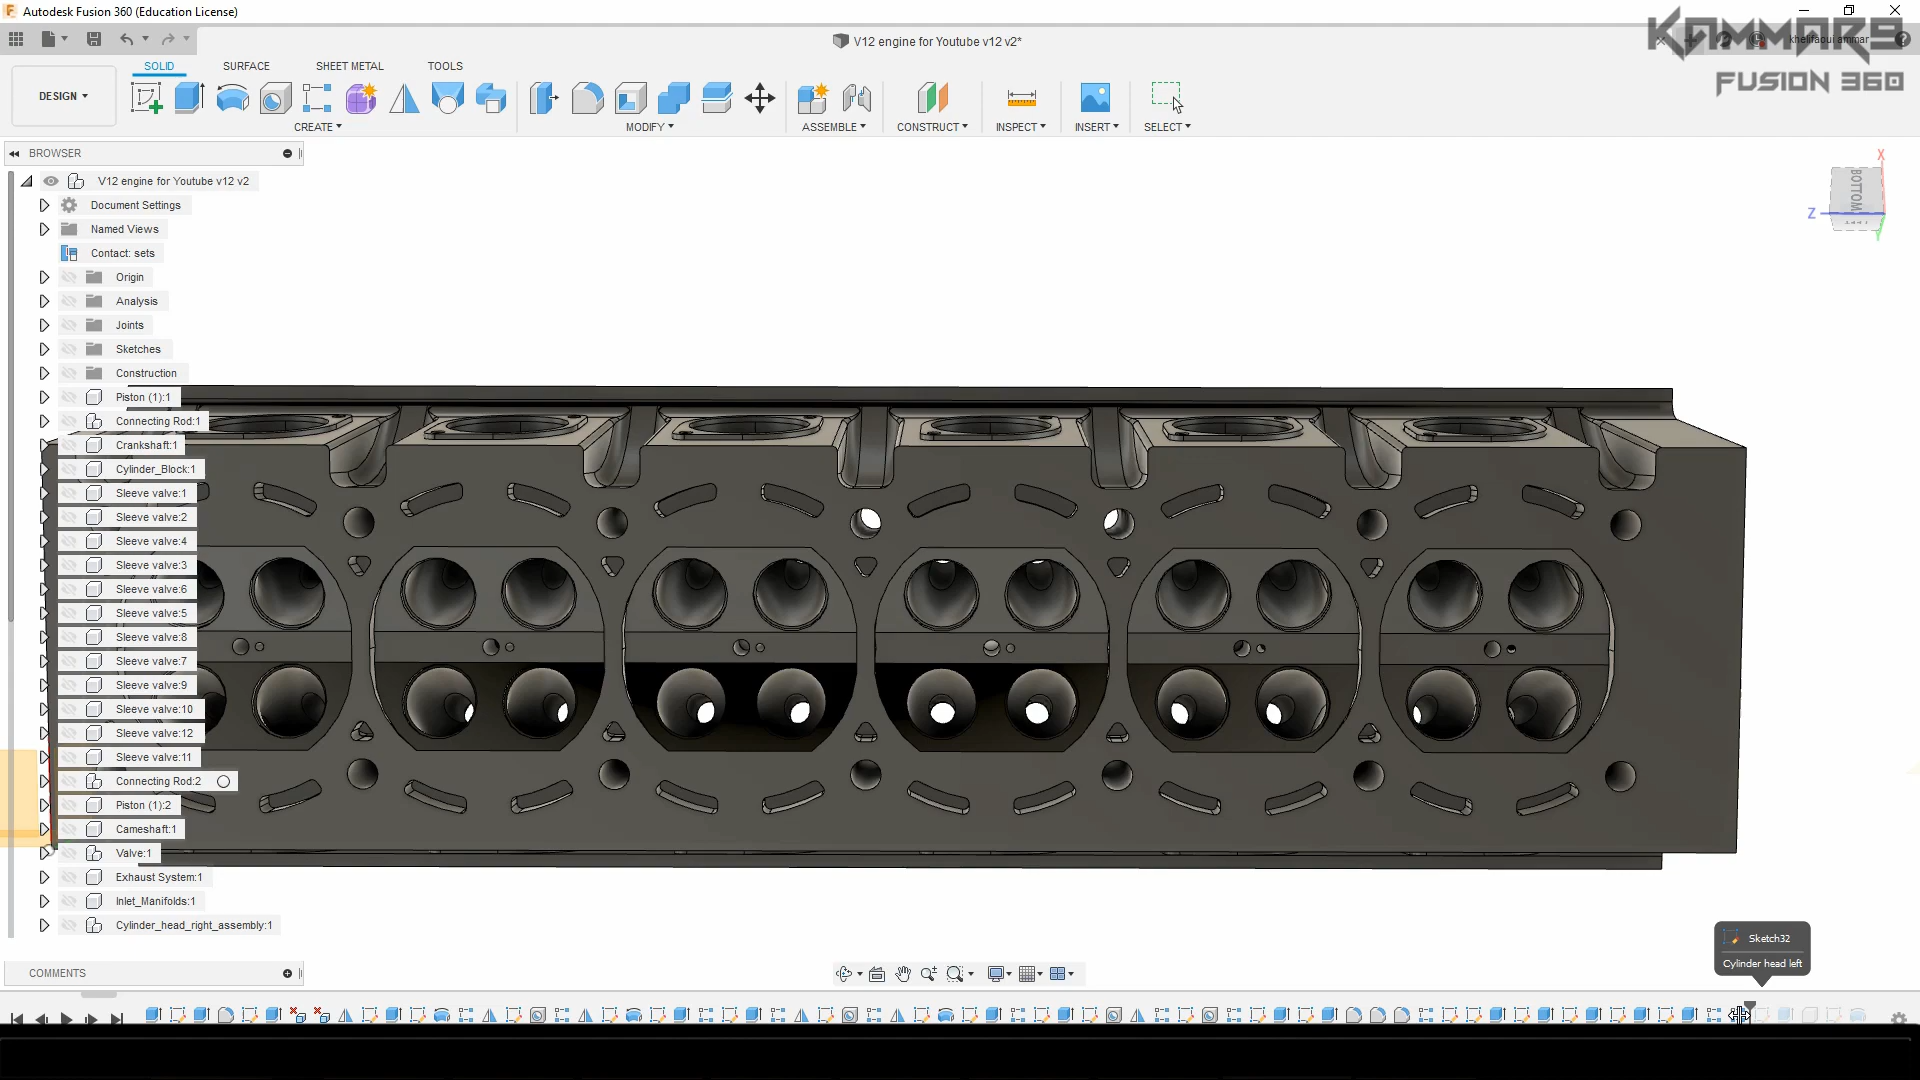 Autodesk Fusion 360 (Education License)
V12 engine for Youtube v12 v2*
khelifaoui ammar
KAMMAR9
FUSION 360
SOLID
SURFACE
SHEET METAL
TOOLS
DESIGN
CREATE
MODIFY
ASSEMBLE
CONSTRUCT
INSPECT
INSERT
SELECT
BROWSER
V12 engine for Youtube v12 v2
Document Settings
Named Views
Contact: sets
Origin
Analysis
Joints
Sketches
Construction
Piston (1):1
Connecting Rod:1
Crankshaft:1
Cylinder_Block:1
Sleeve valve:1
Sleeve valve:2
Sleeve valve:4
Sleeve valve:3
Sleeve valve:6
Sleeve valve:5
Sleeve valve:8
Sleeve valve:7
Sleeve valve:9
Sleeve valve:10
Sleeve valve:12
Sleeve valve:11
Connecting Rod:2
Piston (1):2
Cameshaft:1
Valve:1
Exhaust System:1
Inlet_Manifolds:1
Cylinder_head_right_assembly:1
X
BOTTOM
Z
Y
Sketch32
Cylinder head left
COMMENTS